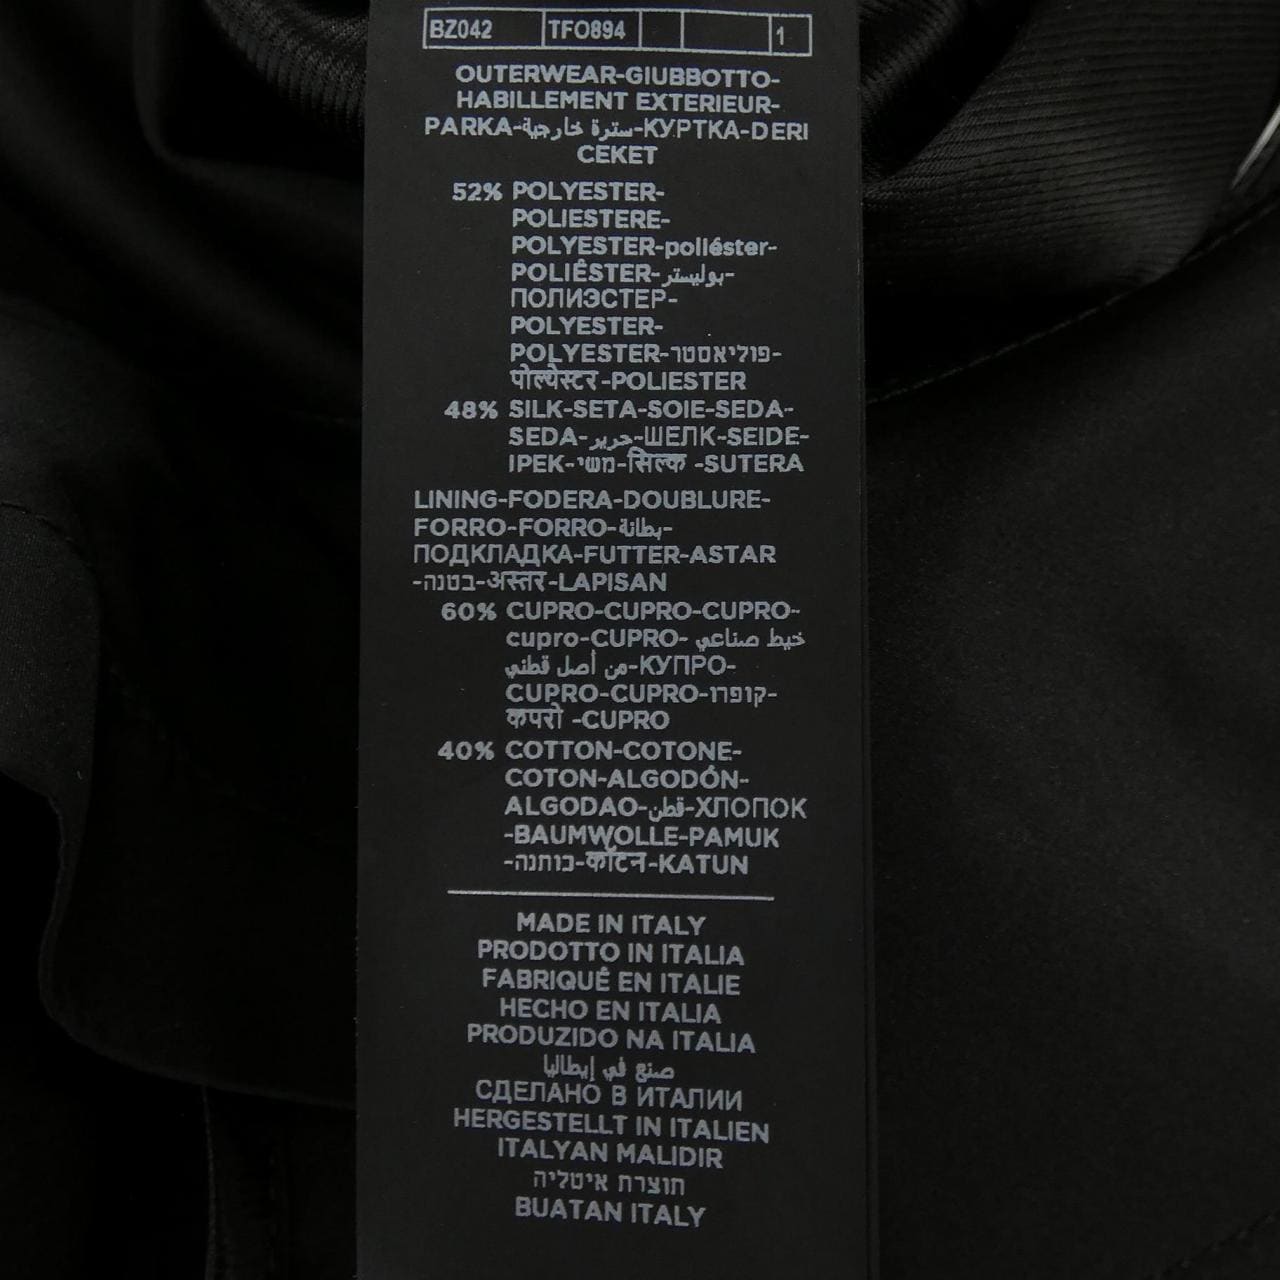 BZ042 TFO894 1
OUTERWEAR-GIUBBOTTO-
HABILLEMENT EXTERIEUR-
PARKA-سترة خارجية-КУРТКА-DERI
CEKET
52% POLYESTER-
POLIESTERE-
POLYESTER-poliéster-
POLIÊSTER-بوليستر-
ПОЛИЭСТЕР-
POLYESTER-
POLYESTER-פוליאסטר-
पोल्येस्टर-POLIESTER
48% SILK-SETA-SOIE-SEDA-
SEDA-حرير-ШЕЛК-SEIDE-
IPEK-משי-सिल्क -SUTERA
LINING-FODERA-DOUBLURE-
FORRO-FORRO-بطانة-
ПОДКЛАДКА-FUTTER-ASTAR
-בטנה-अस्तर-LAPISAN
60% CUPRO-CUPRO-CUPRO-
cupro-CUPRO- خيط صناعي
من أصل قطني-КУПРО-
CUPRO-CUPRO-קופרו-
कपरो -CUPRO
40% COTTON-COTONE-
COTON-ALGODÓN-
ALGODAO-قطن-ХЛОПОК
-BAUMWOLLE-PAMUK
-כותנה-कॉटन-KATUN
MADE IN ITALY
PRODOTTO IN ITALIA
FABRIQUÊ EN ITALIE
HECHO EN ITALIA
PRODUZIDO NA ITALIA
صنع في إيطاليا
СДЕЛАНО В ИТАЛИИ
HERGESTELLT IN ITALIEN
ITALYAN MALIDIR
תוצרת איטליה
BUATAN ITALY